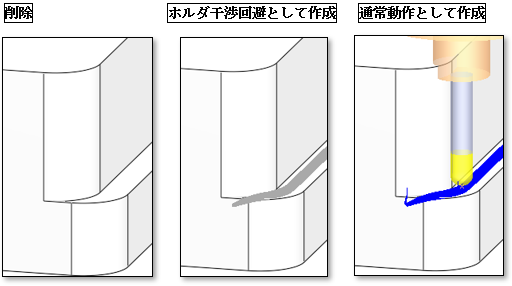 削除
ホルダ干渉回避として作成
通常動作として作成